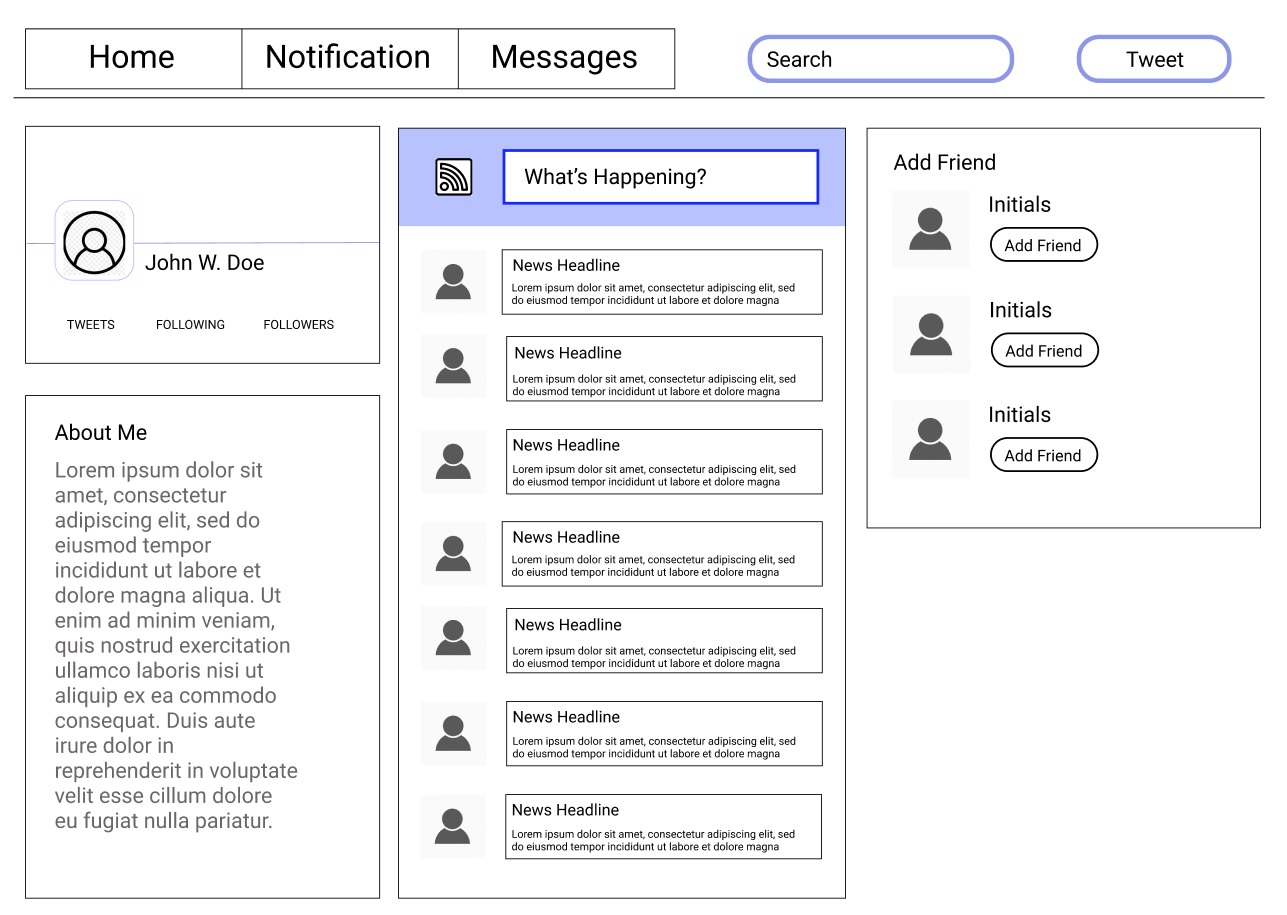 Home
Notification
Messages
Search
Tweet
John W. Doe
TWEETS
FOLLOWING
FOLLOWERS
About Me
Lorem ipsum dolor sit
amet, consectetur
adipiscing elit, sed do
eiusmod tempor
incididunt ut labore et
dolore magna aliqua. Ut
enim ad minim veniam,
quis nostrud exercitation
ullamco laboris nisi ut
aliquip ex ea commodo
consequat. Duis aute
irure dolor in
reprehenderit in voluptate
velit esse cillum dolore
eu fugiat nulla pariatur.
What’s Happening?
News Headline
Lorem ipsum dolor sit amet, consectetur adipiscing elit, sed
do eiusmod tempor incididunt ut labore et dolore magna
News Headline
Lorem ipsum dolor sit amet, consectetur adipiscing elit, sed
do eiusmod tempor incididunt ut labore et dolore magna
News Headline
Lorem ipsum dolor sit amet, consectetur adipiscing elit, sed
do eiusmod tempor incididunt ut labore et dolore magna
News Headline
Lorem ipsum dolor sit amet, consectetur adipiscing elit, sed
do eiusmod tempor incididunt ut labore et dolore magna
News Headline
Lorem ipsum dolor sit amet, consectetur adipiscing elit, sed
do eiusmod tempor incididunt ut labore et dolore magna
News Headline
Lorem ipsum dolor sit amet, consectetur adipiscing elit, sed
do eiusmod tempor incididunt ut labore et dolore magna
News Headline
Lorem ipsum dolor sit amet, consectetur adipiscing elit, sed
do eiusmod tempor incididunt ut labore et dolore magna
Add Friend
Initials
Add Friend
Initials
Add Friend
Initials
Add Friend